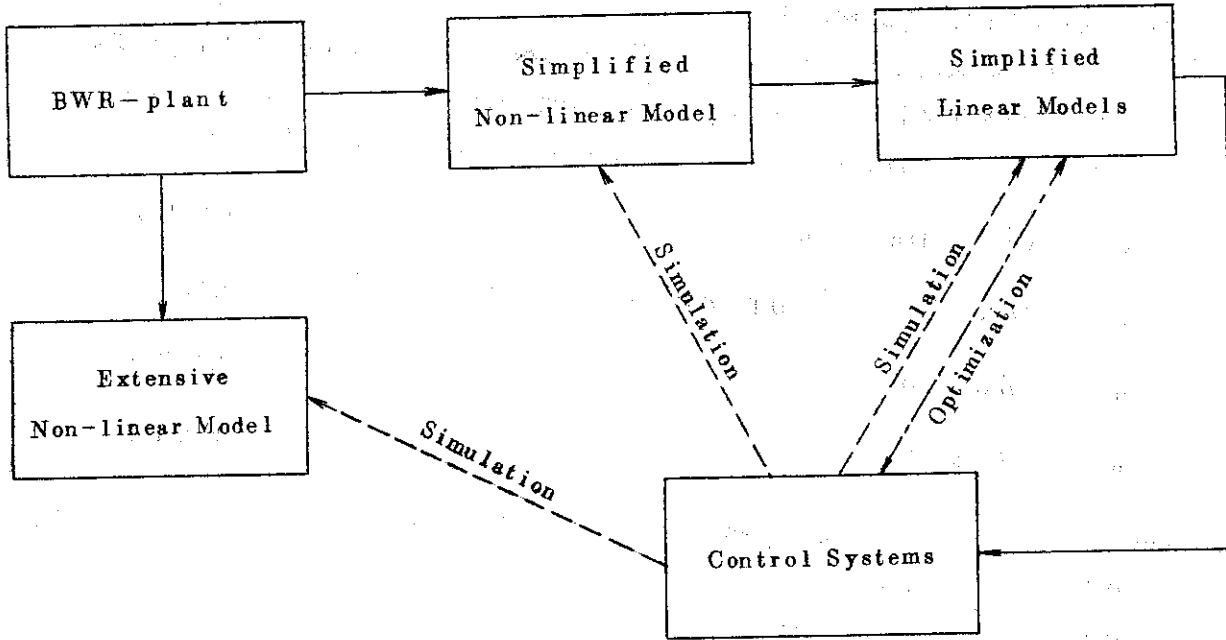 BWR-plant
Simplified
Non-linear Model
Simplified
Linear Models
Simulation
Simulation
Optimization
Extensive
Non-linear Model
Simulation
Control Systems